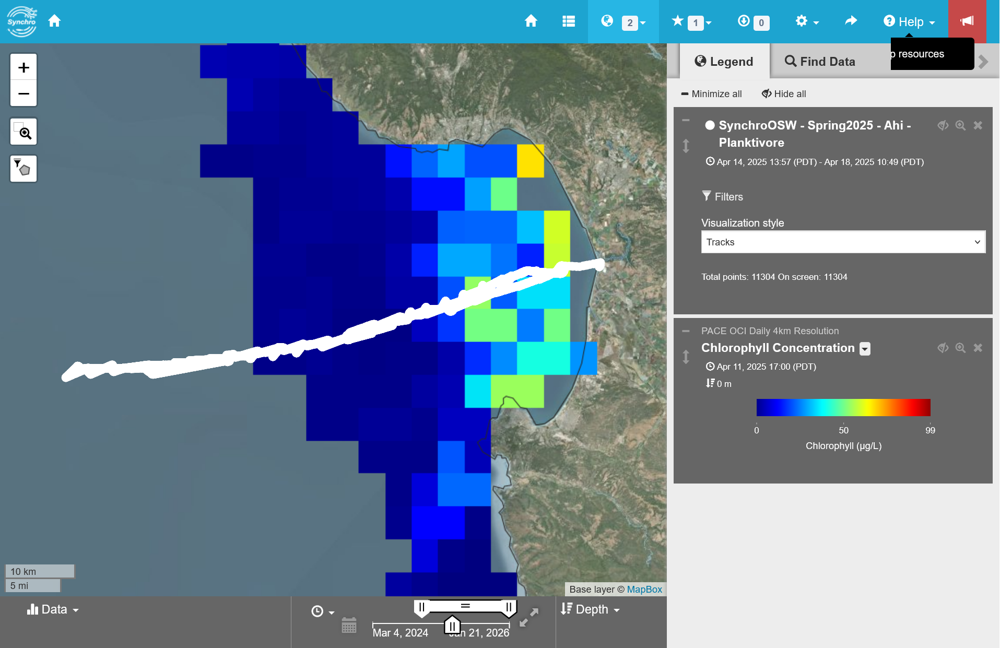 Synchro
2
1
0
Help
p resources
Legend
Find Data
Minimize all
Hide all
SynchroOSW - Spring2025 - Ahi -
Planktivore
Apr 14, 2025 13:57 (PDT) - Apr 18, 2025 10:49 (PDT)
Filters
Visualization style
Tracks
Total points: 11304 On screen: 11304
PACE OCI Daily 4km Resolution
Chlorophyll Concentration
Apr 11, 2025 17:00 (PDT)
0 m
0 50 99
Chlorophyll (µg/L)
+
−
10 km
5 mi
Base layer © MapBox
Data
Depth
Mar 4, 2024
Jan 21, 2026